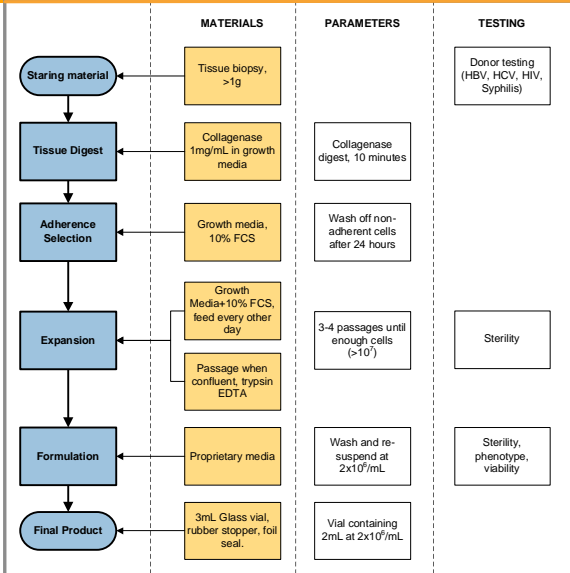 MATERIALS
PARAMETERS
TESTING
Staring material
Tissue biopsy,
>1g
Donor testing
(HBV, HCV, HIV,
Syphilis)
Tissue Digest
Collagenase
1mg/mL in growth
media
Collagenase
digest, 10 minutes
Adherence
Selection
Growth media,
10% FCS
Wash off non-
adherent cells
after 24 hours
Expansion
Growth
Media+10% FCS,
feed every other
day
Passage when
confluent, trypsin
EDTA
3-4 passages until
enough cells
(>10⁷)
Sterility
Formulation
Proprietary media
Wash and re-
suspend at
2x10⁶/mL
Sterility,
phenotype,
viability
Final Product
3mL Glass vial,
rubber stopper, foil
seal.
Vial containing
2mL at 2x10⁶/mL